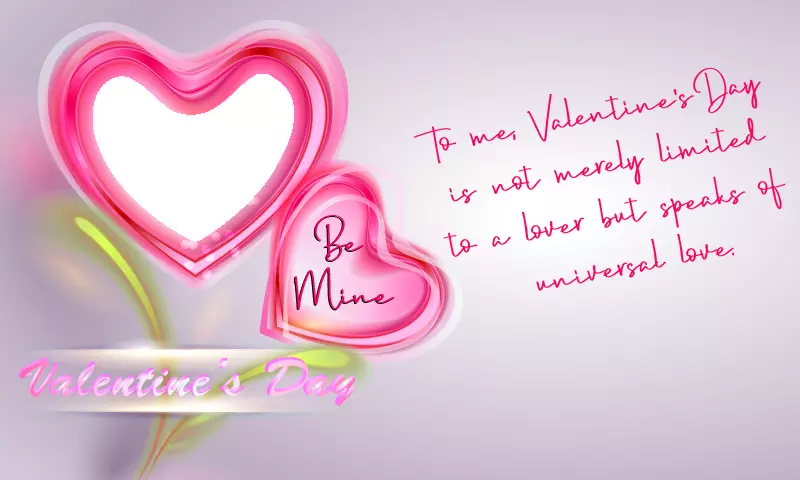 To me, Valentine's Day
is not merely limited
to a lover but speaks of
universal love.
Be
Mine
Valentine's Day